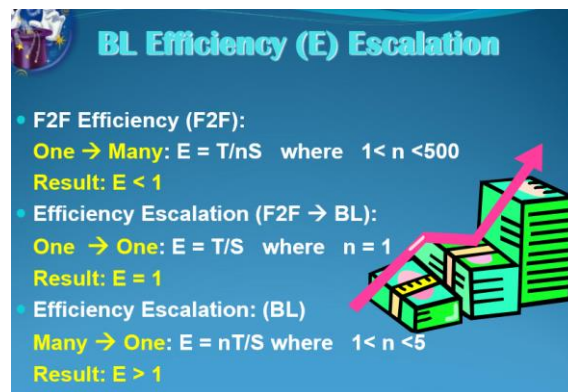 BL Efficiency (E) Escalation
F2F Efficiency (F2F):
One → Many: E = T/nS where 1< n <500
Result: E < 1
Efficiency Escalation (F2F → BL):
One → One: E = T/S where n = 1
Result: E = 1
Efficiency Escalation: (BL)
Many → One: E = nT/S where 1< n <5
Result: E > 1